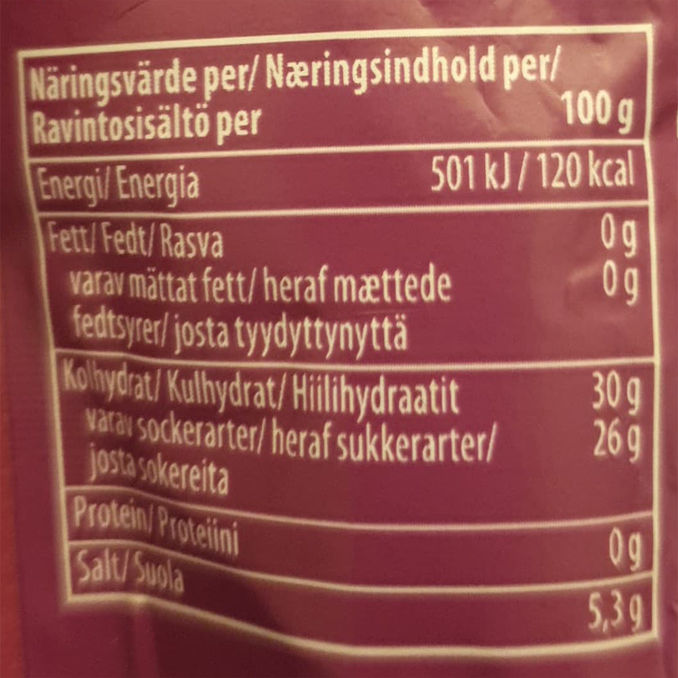 Näringsvärde per/ Næringsindhold per/
Ravintosisältö per 100 g
Energi/ Energia 501 kJ / 120 kcal
Fett/ Fedt/ Rasva 0 g
varav mättat fett/ heraf mættede 0 g
fedtsyrer/ josta tyydyttynyttä
Kolhydrat/ Kulhydrat/ Hiilihydraatit 30 g
varav sockerarter/ heraf sukkerarter/ 26 g
josta sokereita
Protein/ Proteiini 0 g
Salt/ Suola 5,3 g